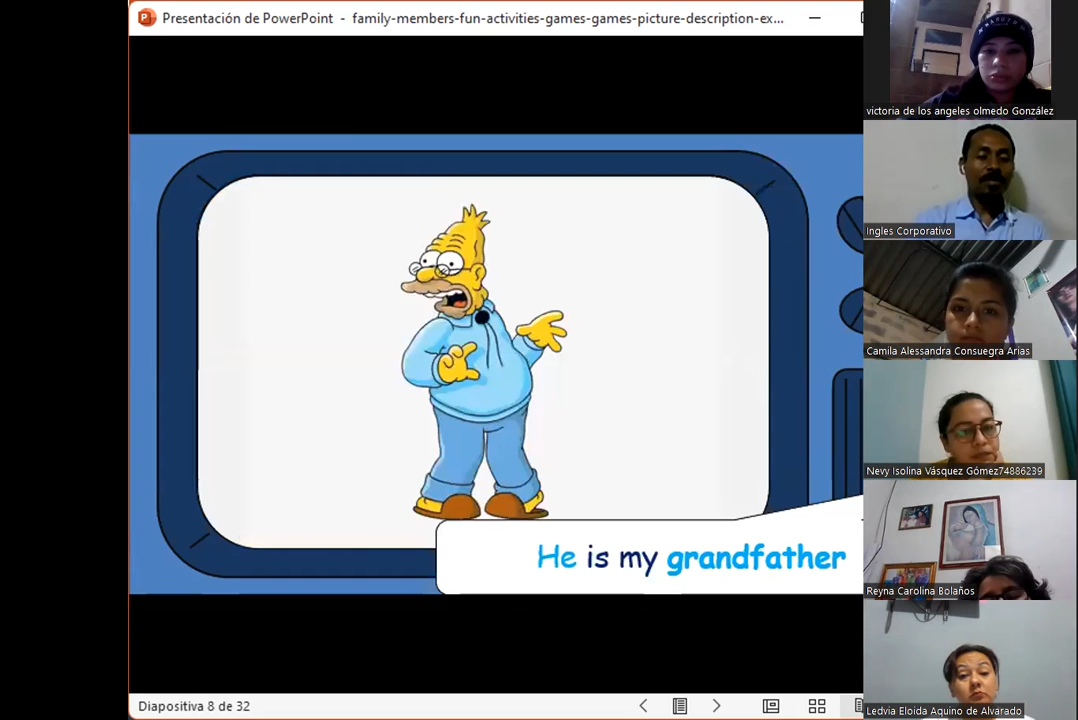 Presentación de PowerPoint - family-members-fun-activities-games-games-picture-description-ex...
victoria de los angeles olmedo González
Ingles Corporativo
Camila Alessandra Consuegra Arias
Nevy Isolina Vásquez Gómez74886239
Reyna Carolina Bolaños
He is my grandfather
Diapositiva 8 de 32
Ledvia Eloida Aquino de Alvarado